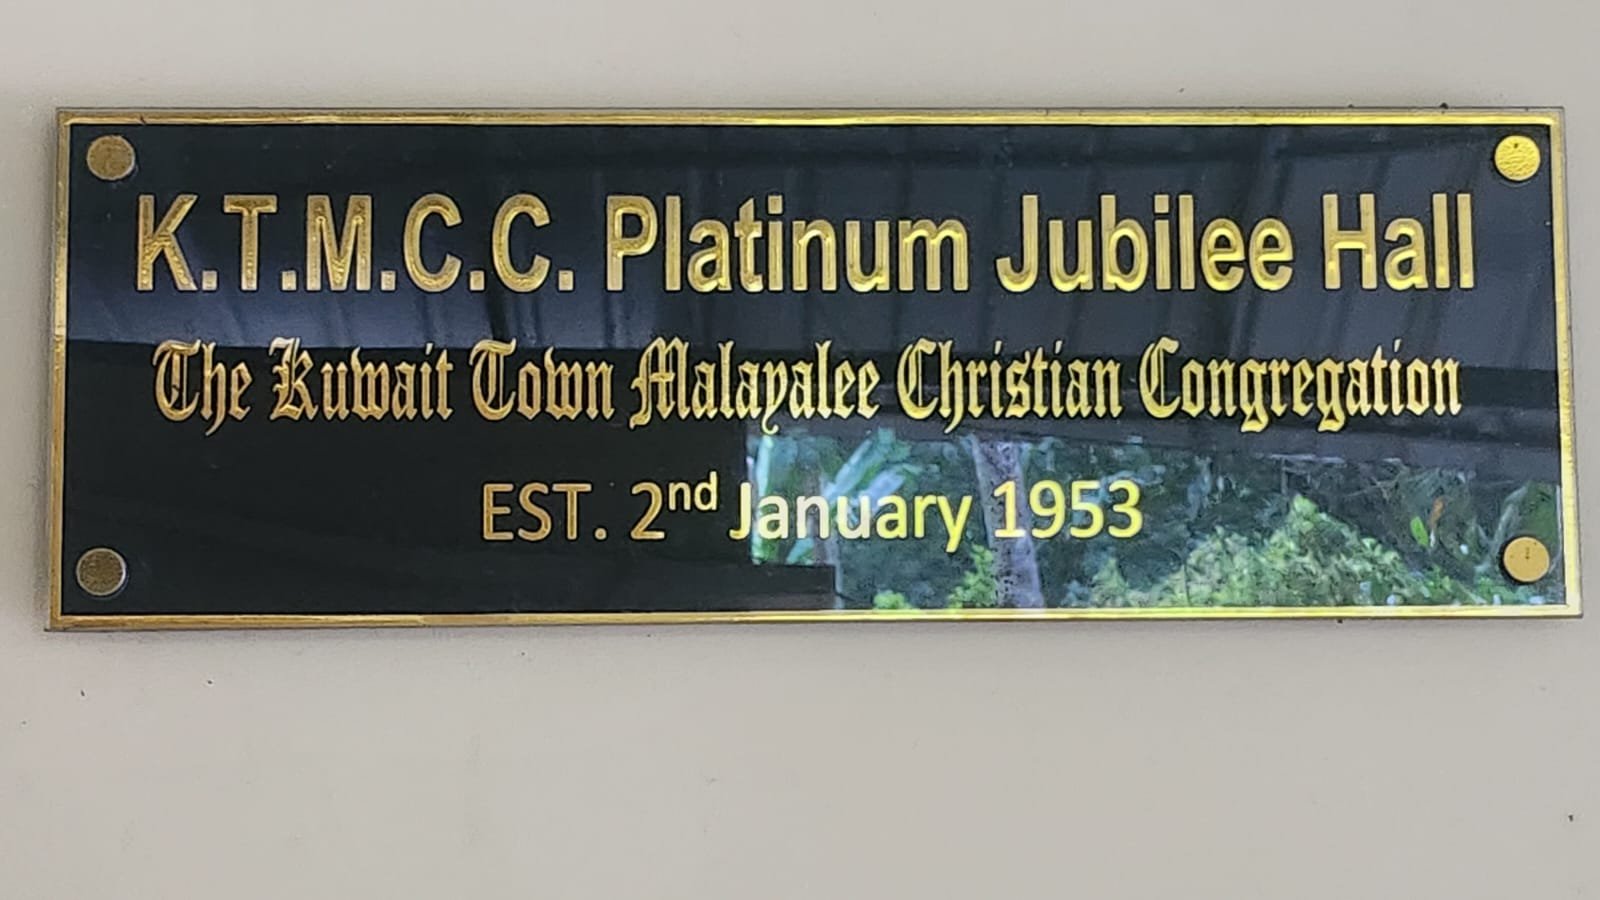 K.T.M.C.C. Platinum Jubilee Hall
The Kuwait Town Malayalee Christian Congregation
EST. 2nd January 1953